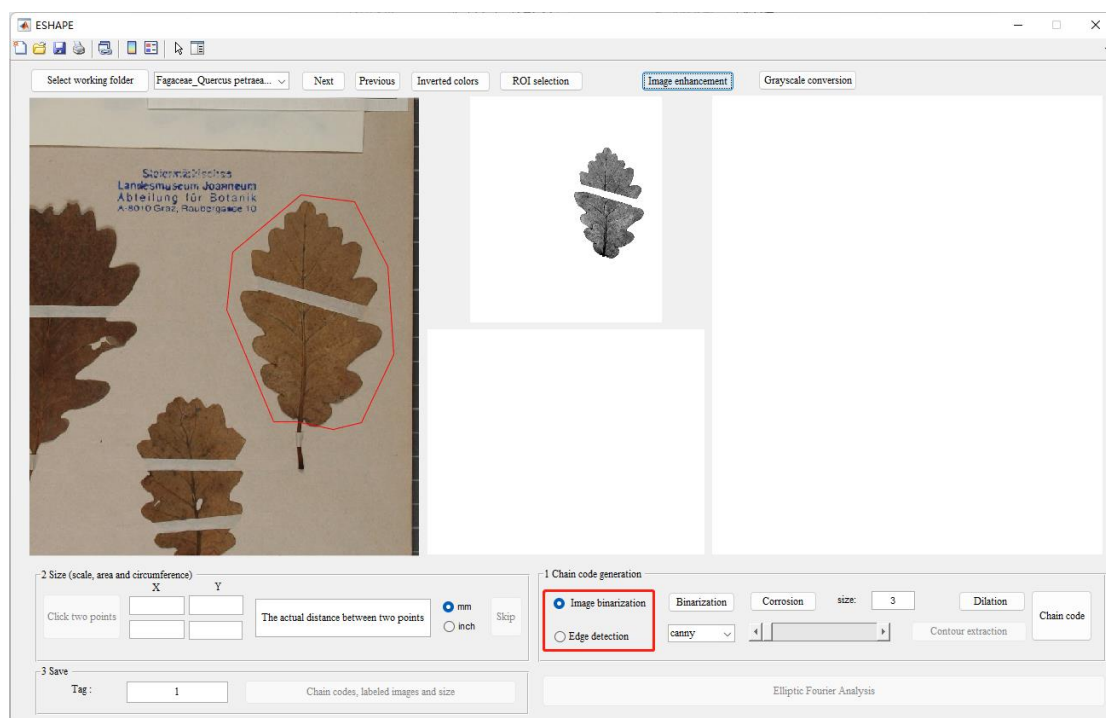 ESHAPE
Select working folder
Fagaceae_Quercus petraea...
Next
Previous
Inverted colors
ROI selection
Image enhancement
Grayscale conversion
Landesmuseum Joanneum
Abteilung für Botanik
A-8010 Graz, Raubergasse 10
2 Size (scale, area and circumference)
X Y
Click two points
The actual distance between two points
mm
inch
Skip
1 Chain code generation
Image binarization
Edge detection
Binarization
Corrosion
size: 3
Dilation
canny
Contour extraction
Chain code
3 Save
Tag : 1
Chain codes, labeled images and size
Elliptic Fourier Analysis